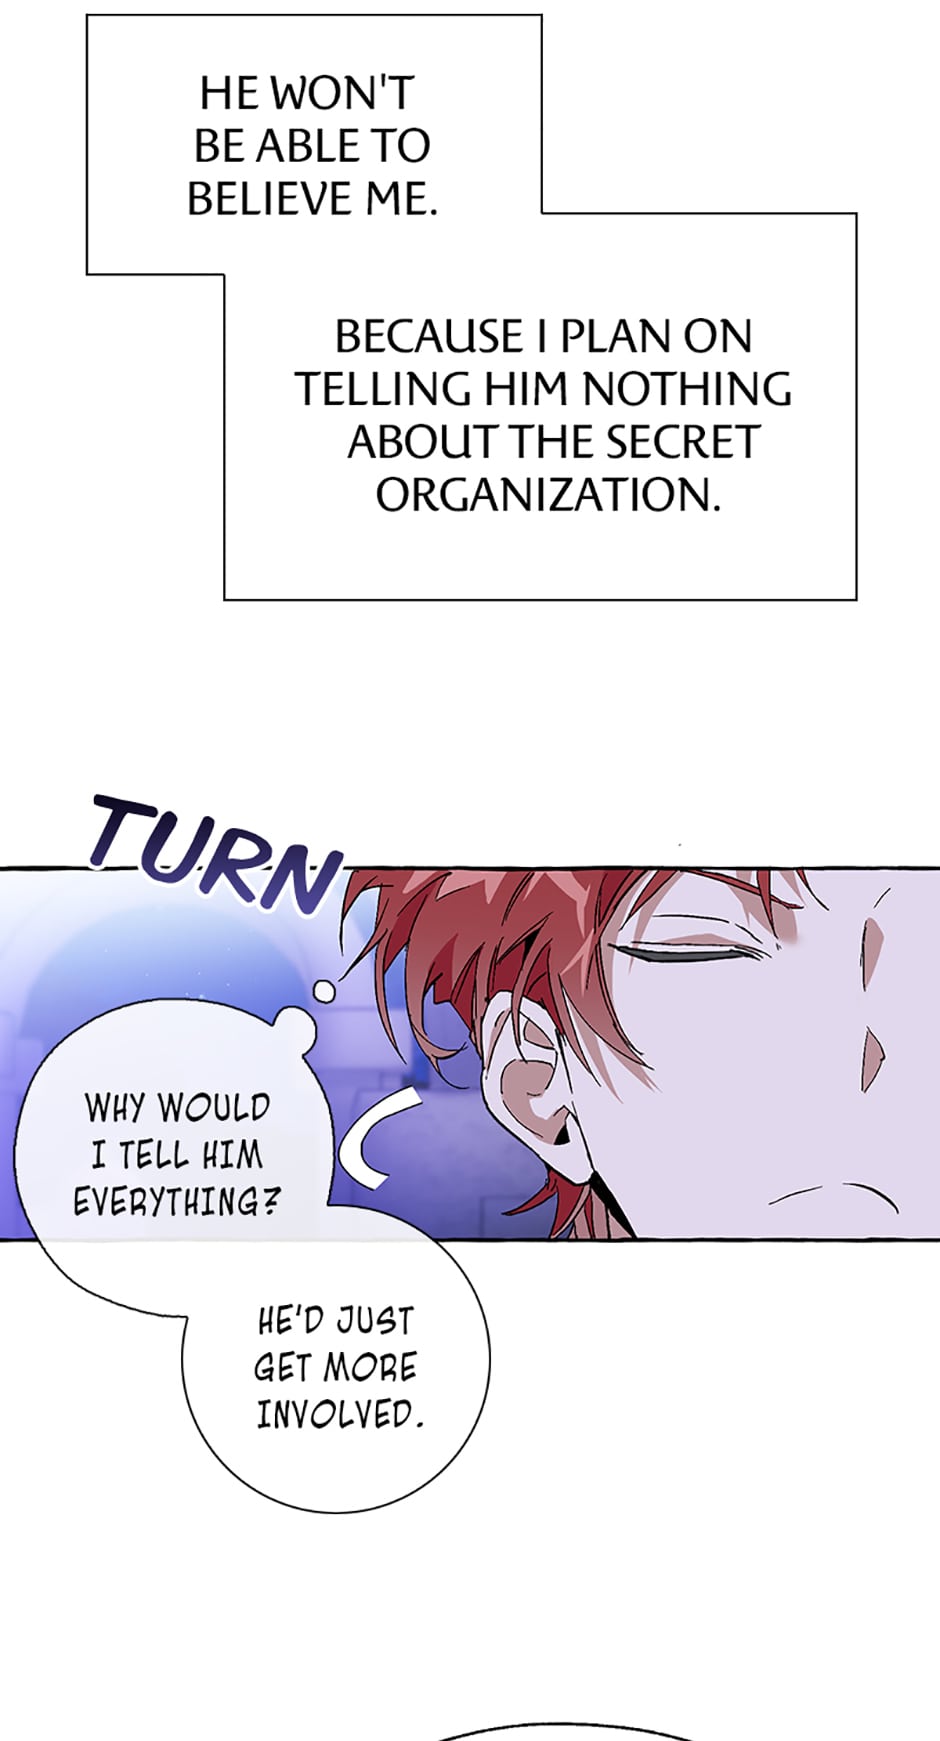 HE WON'T
BE ABLE TO
BELIEVE ME.
BECAUSE I PLAN ON
TELLING HIM NOTHING
ABOUT THE SECRET
ORGANIZATION.
TURN
WHY WOULD
I TELL HIM
EVERYTHING?
HE'D JUST
GET MORE
INVOLVED.